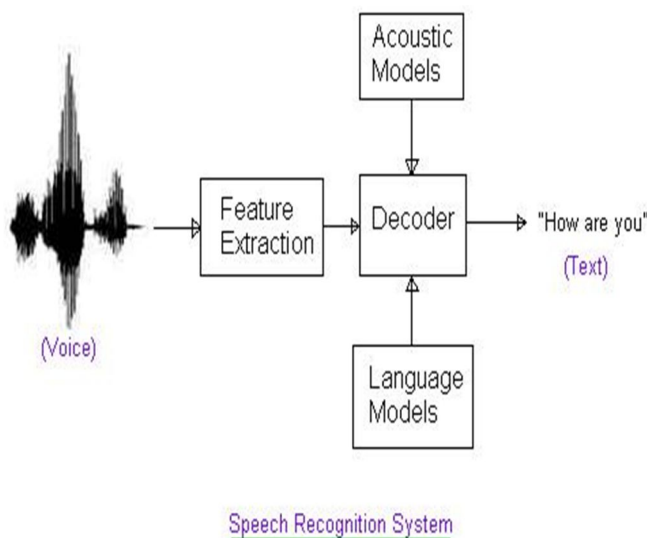 Acoustic
Models
Feature
Extraction
Decoder
"How are you"
(Text)
(Voice)
Language
Models
Speech Recognition System